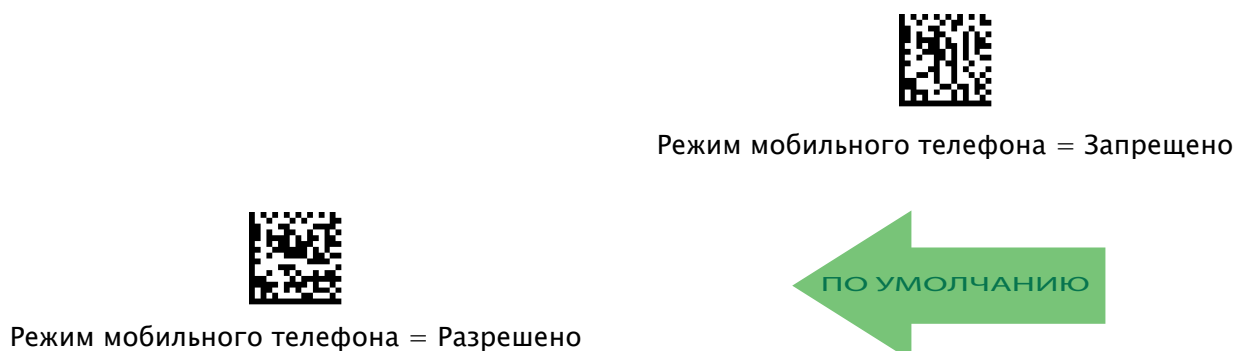 Режим мобильного телефона = Запрещено
ПО УМОЛЧАНИЮ
Режим мобильного телефона = Разрешено